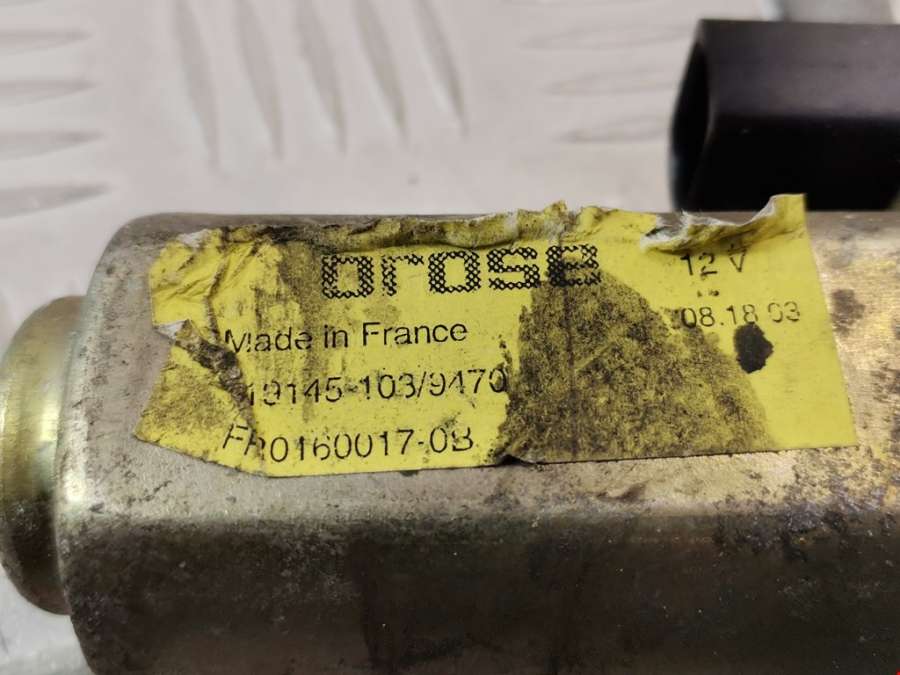 brose
12 V
08.18 03
Made in France
19145-103/9470
FR0160017-0B